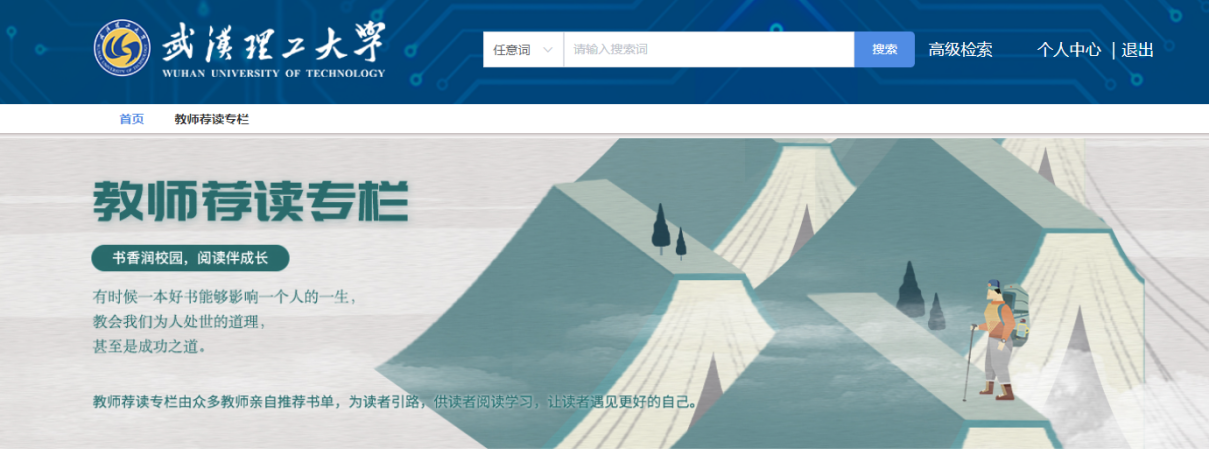 武汉理工大学
WUHAN UNIVERSITY OF TECHNOLOGY
任意词 请输入搜索词 搜索 高级检索 个人中心 | 退出
首页 教师荐读专栏
教师荐读专栏
书香润校园，阅读伴成长
有时候一本好书能够影响一个人的一生，
教会我们为人处世的道理，
甚至是成功之道。
教师荐读专栏由众多教师亲自推荐书单，为读者引路，供读者阅读学习，让读者遇见更好的自己。